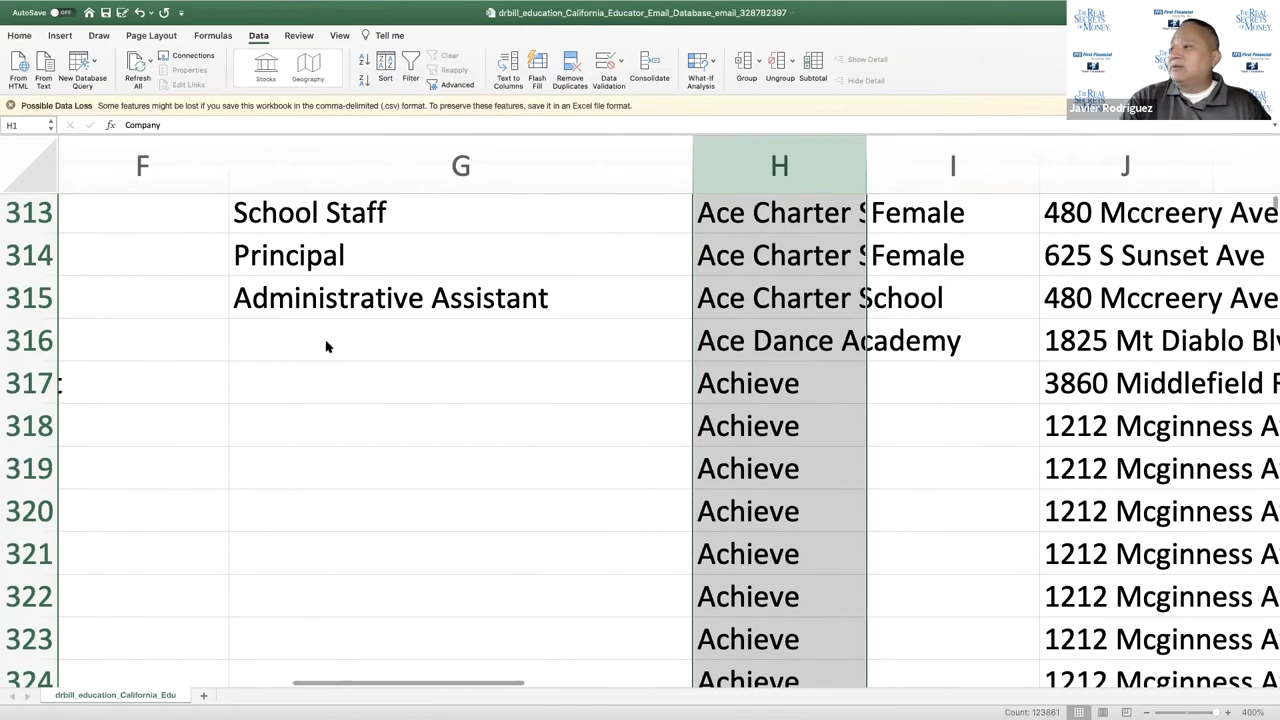 AutoSave OFF
drbill_education_California_Educator_Email_Database_email_328782397
Home Insert Draw Page Layout Formulas Data Review View Tell me
From HTML From Text New Database Query Refresh All Connections Properties Edit Links Stocks Geography Sort Filter Clear Reapply Advanced Text to Columns Flash Fill Remove Duplicates Data Validation Consolidate What-If Analysis Group Ungroup Subtotal Show Detail Hide Detail
Possible Data Loss Some features might be lost if you save this workbook in the comma-delimited (.csv) format. To preserve these features, save it in an Excel file format.
H1 fx Company
THE REAL SECRETS OF MONEY.
First Financial
Javier Rodriguez
F G H I J
313 School Staff Ace Charter S Female 480 Mccreery Ave
314 Principal Ace Charter S Female 625 S Sunset Ave
315 Administrative Assistant Ace Charter School 480 Mccreery Ave
316 Ace Dance Academy 1825 Mt Diablo Blv
317 Achieve 3860 Middlefield
318 Achieve 1212 Mcginness A
319 Achieve 1212 Mcginness A
320 Achieve 1212 Mcginness A
321 Achieve 1212 Mcginness A
322 Achieve 1212 Mcginness A
323 Achieve 1212 Mcginness A
324 Achieve 1212 Mcginness A
drbill_education_California_Edu +
Count: 123861 400%